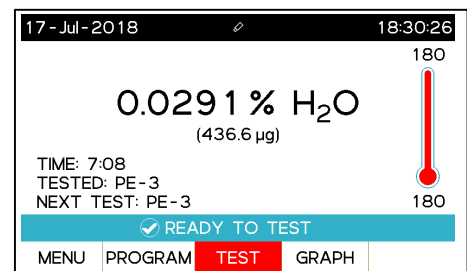 17-Jul-2018 18:30:26
180
0.0291% H₂O
(436.6 µg)
TIME: 7:08
TESTED: PE-3
NEXT TEST: PE-3
180
READY TO TEST
MENU PROGRAM TEST GRAPH